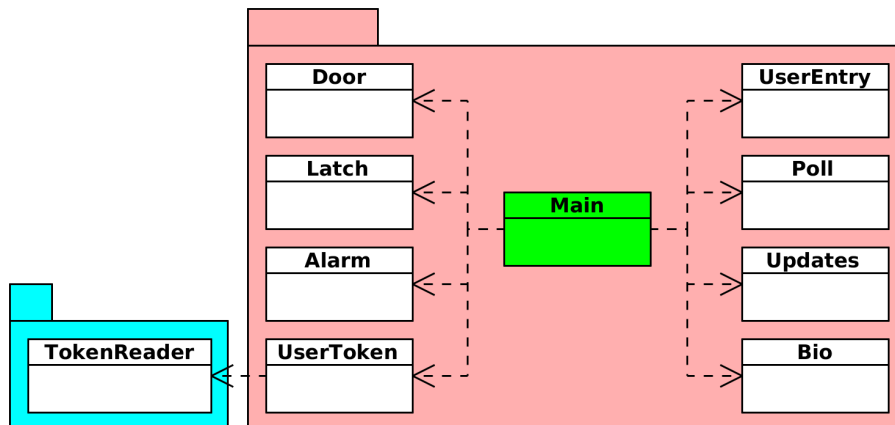 Door
UserEntry
Latch
Poll
Main
Alarm
Updates
TokenReader
UserToken
Bio